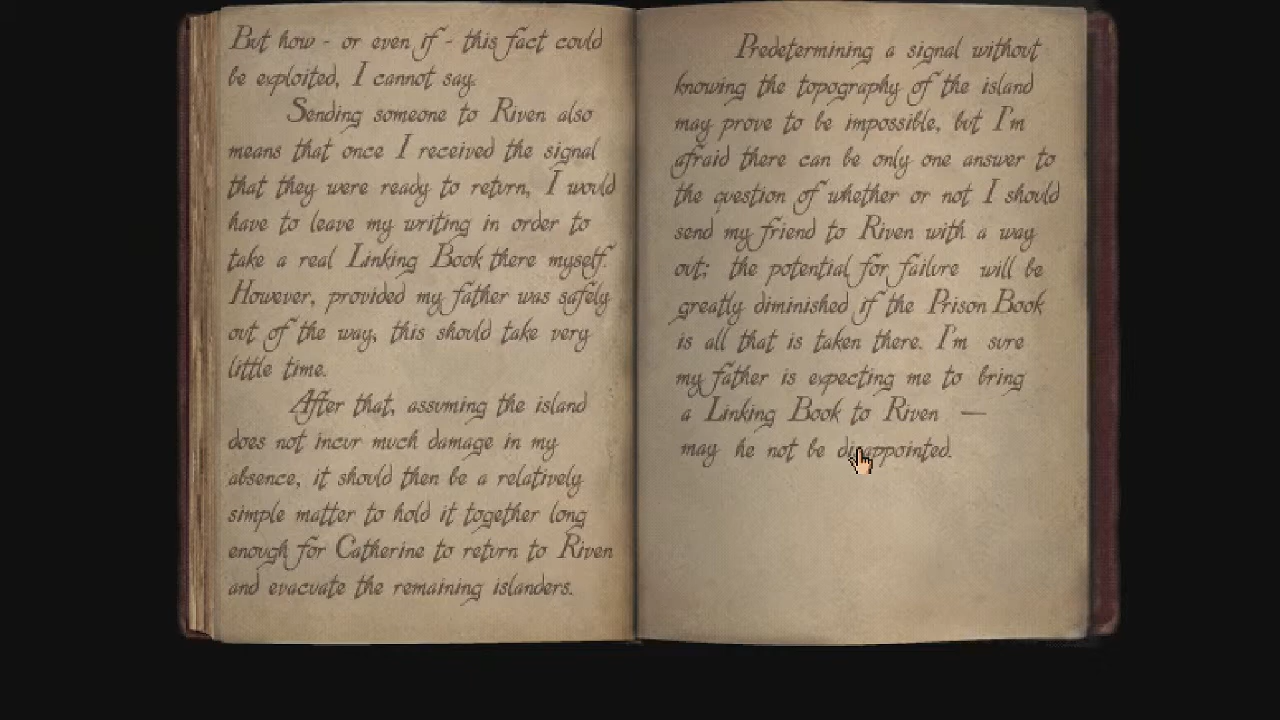 But how - or even if - this fact could
be exploited, I cannot say.
Sending someone to Riven also
means that once I received the signal
that they were ready to return, I would
have to leave my writing in order to
take a real Linking Book there myself.
However, provided my father was safely
out of the way, this should take very
little time.
After that, assuming the island
does not incur much damage in my
absence, it should then be a relatively
simple matter to hold it together long
enough for Catherine to return to Riven
and evacuate the remaining islanders.
Predetermining a signal without
knowing the topography of the island
may prove to be impossible, but I'm
afraid there can be only one answer to
the question of whether or not I should
send my friend to Riven with a way
out; the potential for failure will be
greatly diminished if the Prison Book
is all that is taken there. I'm sure
my father is expecting me to bring
a Linking Book to Riven —
may he not be disappointed.